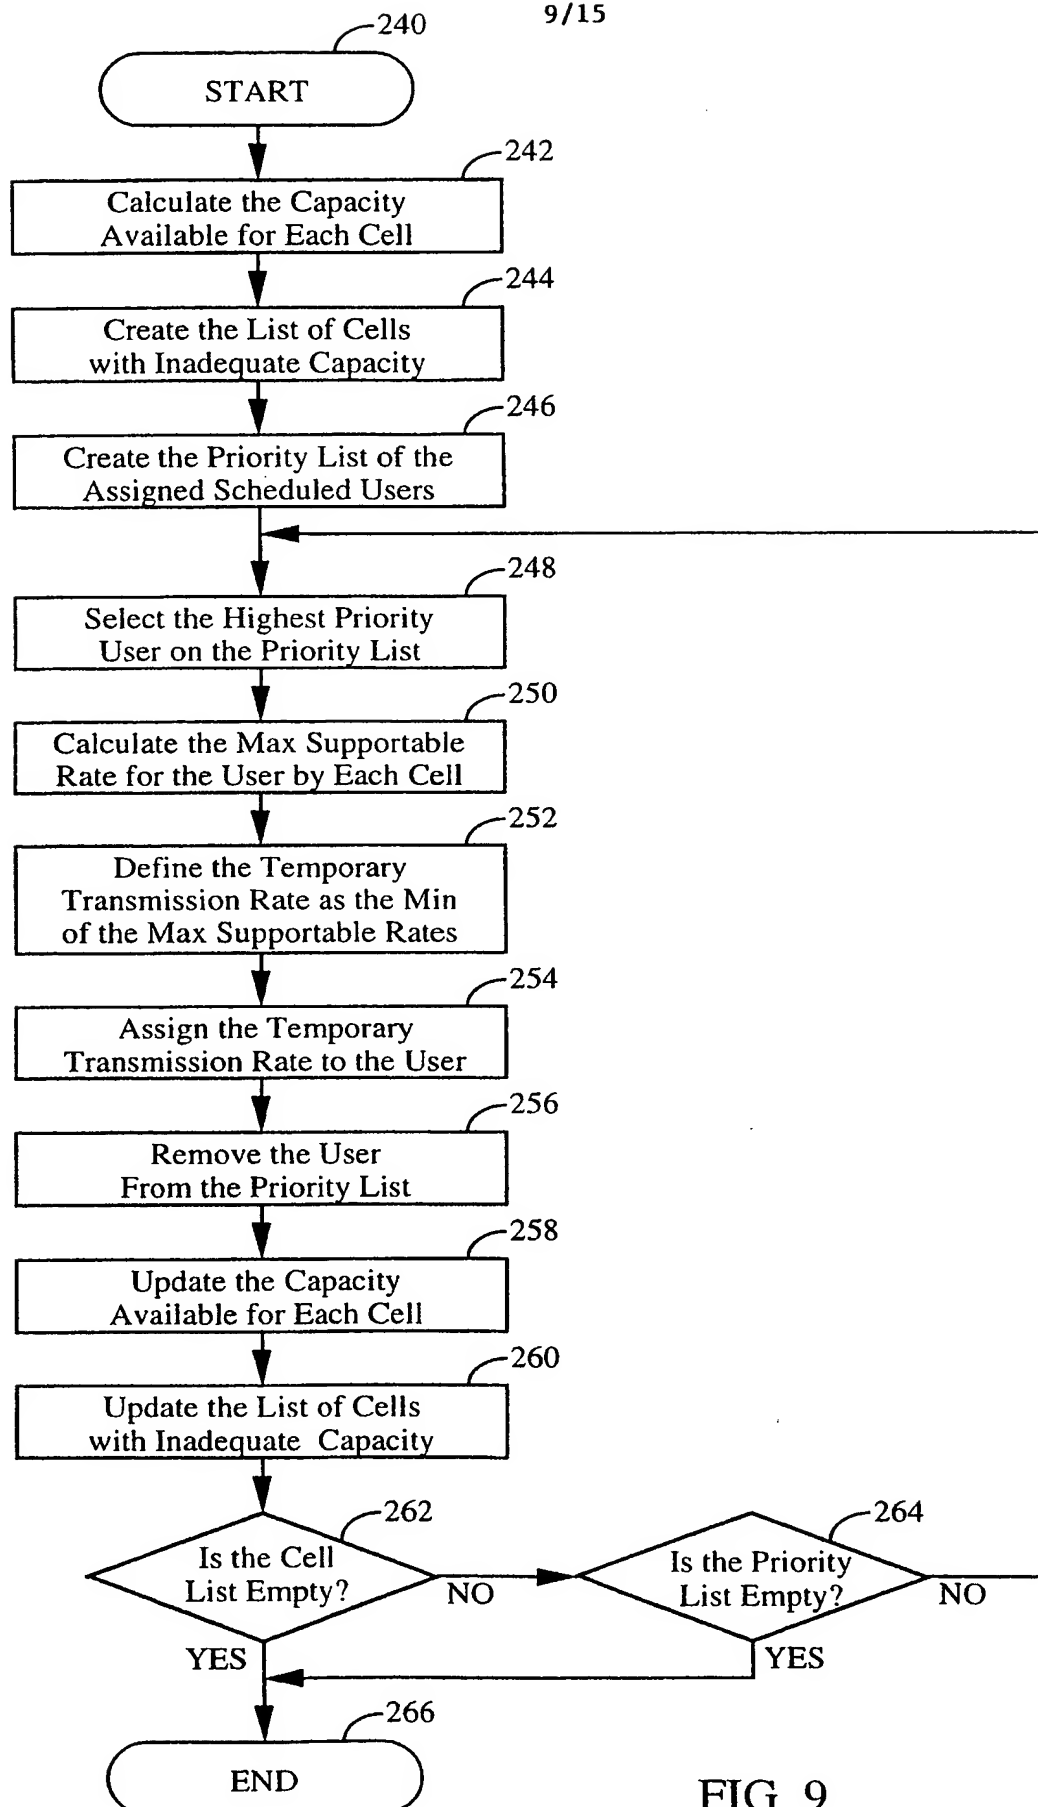 9/15
240
START
242
Calculate the Capacity
Available for Each Cell
244
Create the List of Cells
with Inadequate Capacity
246
Create the Priority List of the
Assigned Scheduled Users
248
Select the Highest Priority
User on the Priority List
250
Calculate the Max Supportable
Rate for the User by Each Cell
252
Define the Temporary
Transmission Rate as the Min
of the Max Supportable Rates
254
Assign the Temporary
Transmission Rate to the User
256
Remove the User
From the Priority List
258
Update the Capacity
Available for Each Cell
260
Update the List of Cells
with Inadequate Capacity
262
Is the Cell
List Empty?
NO
YES
264
Is the Priority
List Empty?
NO
YES
266
END
FIG. 9